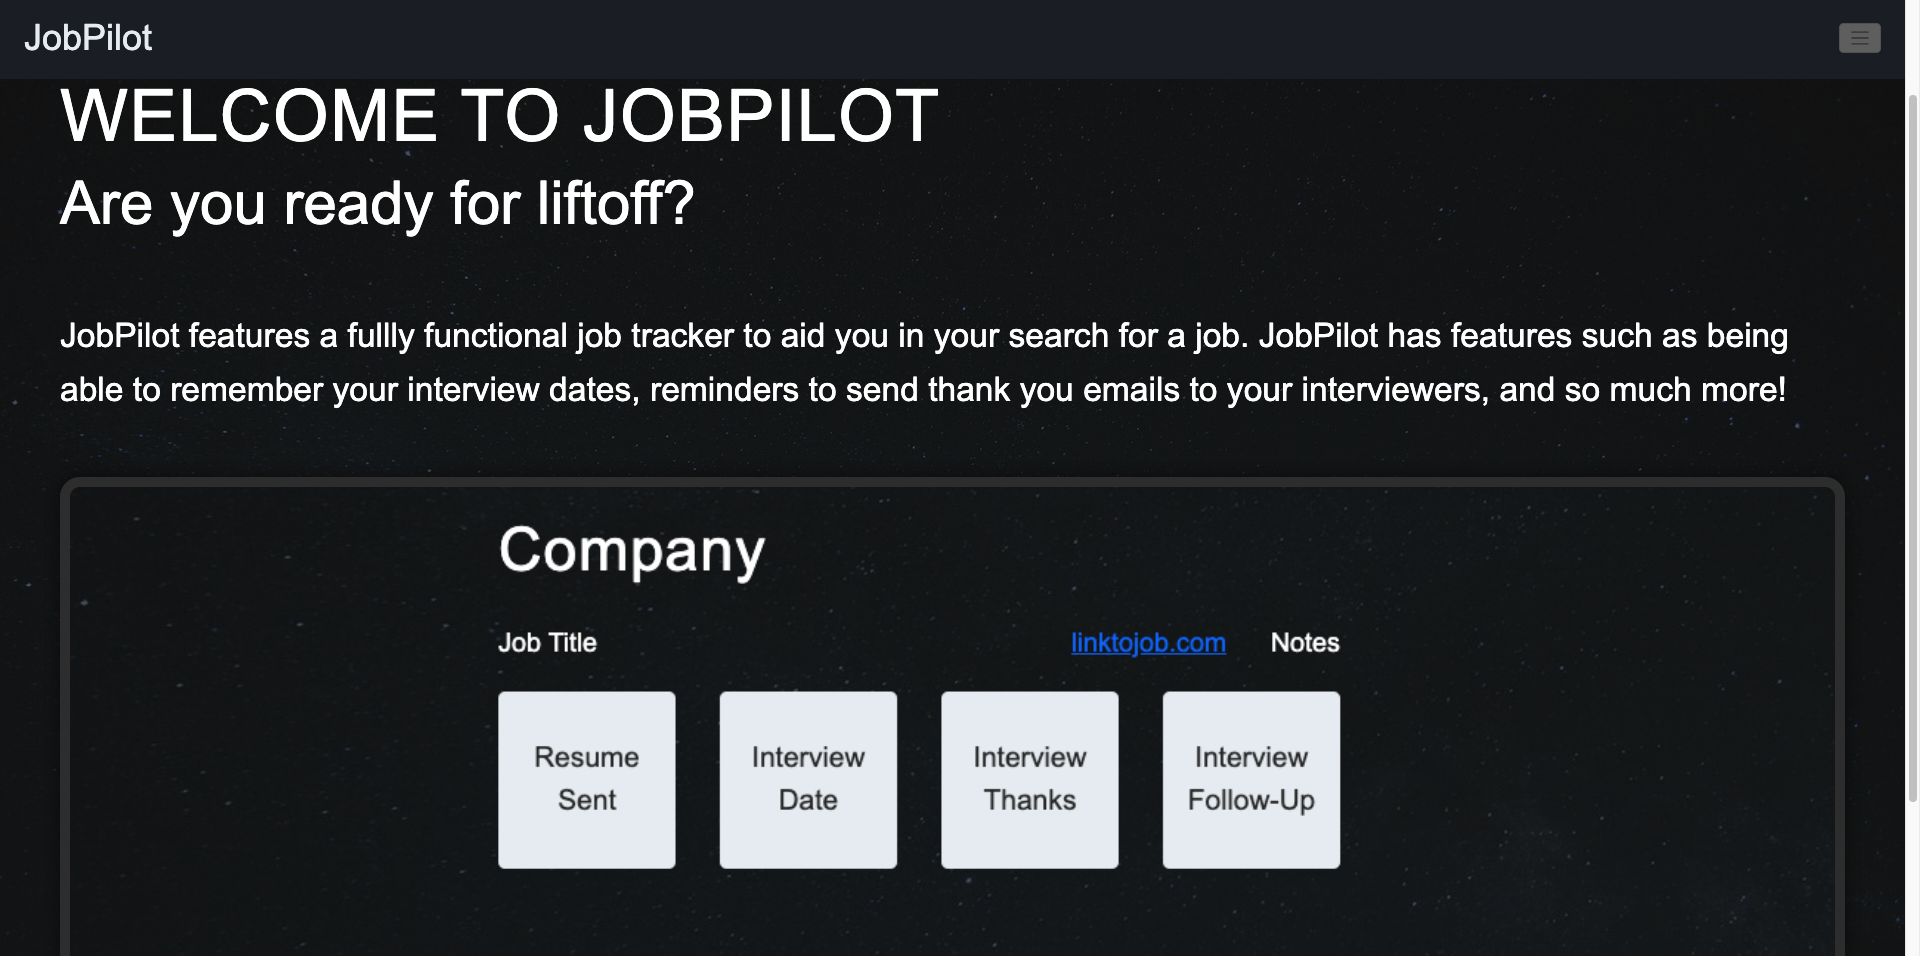 JobPilot
WELCOME TO JOBPILOT
Are you ready for liftoff?
JobPilot features a fullly functional job tracker to aid you in your search for a job. JobPilot has features such as being
able to remember your interview dates, reminders to send thank you emails to your interviewers, and so much more!
Company
Job Title linktojob.com Notes
Resume Sent
Interview Date
Interview Thanks
Interview Follow-Up